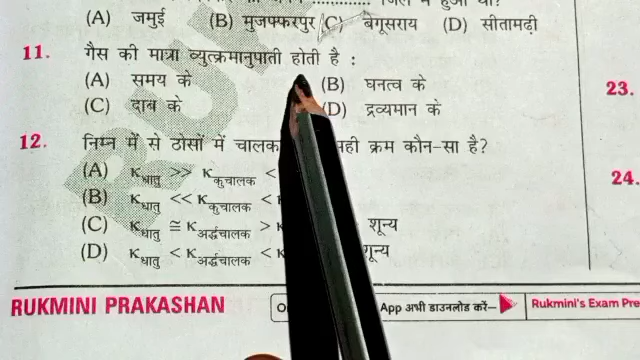 जिले में हुआ था?
(A) जमुई (B) मुजफ्फरपुर (C) बेगूसराय (D) सीतामढ़ी
11. गैस की मात्रा व्युत्क्रमानुपाती होती है :
(A) समय के (B) घनत्व के
(C) दाब के (D) द्रव्यमान के
23.
12. निम्न में से ठोसों में चालक सही क्रम कौन-सा है?
(A) κधातु >> κकुचालक <
24.
(B) κधातु << κकुचालक <
(C) κधातु ≅ κअर्द्धचालक > κ शून्य
(D) κधातु < κअर्द्धचालक < κ शून्य
RUKMINI PRAKASHAN App अभी डाउनलोड करें– Rukmini's Exam Pre